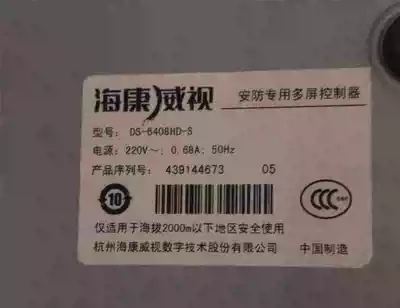 海康威视 安防专用多屏控制器
型号: DS-6408HD-S
电源: 220V～; 0.68A; 50Hz
产品序列号: 439144673 05
10
CCC
仅适用于海拔2000m以下地区安全使用
杭州海康威视数字技术股份有限公司 中国制造